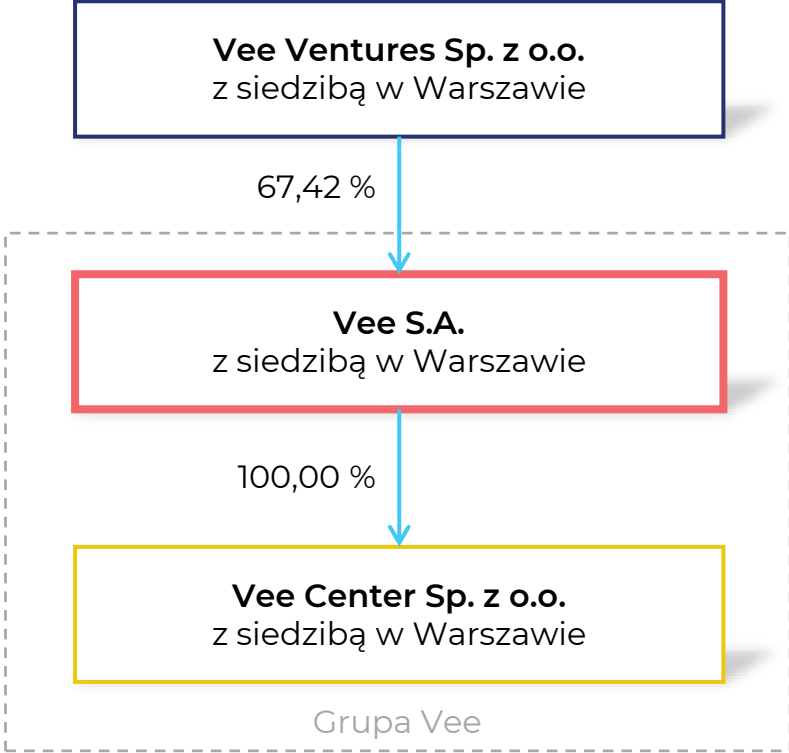 Vee Ventures Sp. z o.o.
z siedzibą w Warszawie
67,42 %
Vee S.A.
z siedzibą w Warszawie
100,00 %
Vee Center Sp. z o.o.
z siedzibą w Warszawie
Grupa Vee